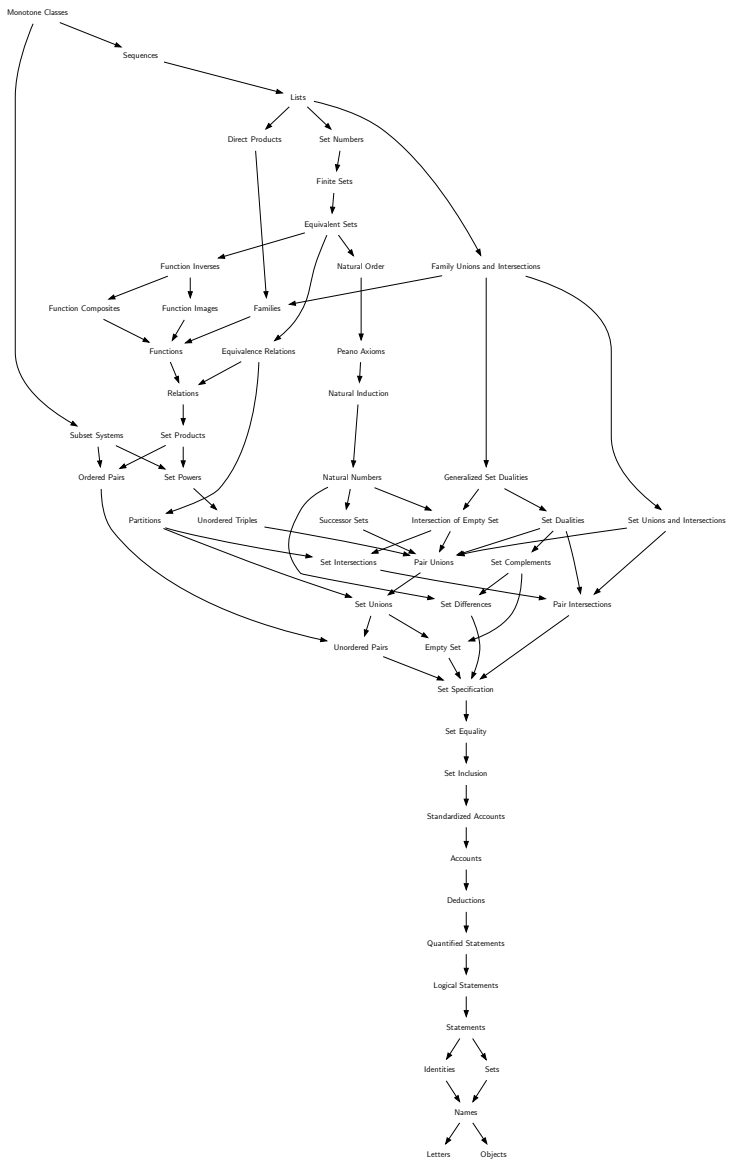 Monotone Classes
Sequences
Lists
Direct Products
Set Numbers
Finite Sets
Equivalent Sets
Function Inverses
Natural Order
Family Unions and Intersections
Function Composites
Function Images
Families
Functions
Equivalence Relations
Peano Axioms
Relations
Natural Induction
Subset Systems
Set Products
Ordered Pairs
Set Powers
Natural Numbers
Generalized Set Dualities
Partitions
Unordered Triples
Successor Sets
Intersection of Empty Set
Set Dualities
Set Unions and Intersections
Set Intersections
Pair Unions
Set Complements
Set Unions
Set Differences
Pair Intersections
Unordered Pairs
Empty Set
Set Specification
Set Equality
Set Inclusion
Standardized Accounts
Accounts
Deductions
Quantified Statements
Logical Statements
Statements
Identities
Sets
Names
Letters
Objects